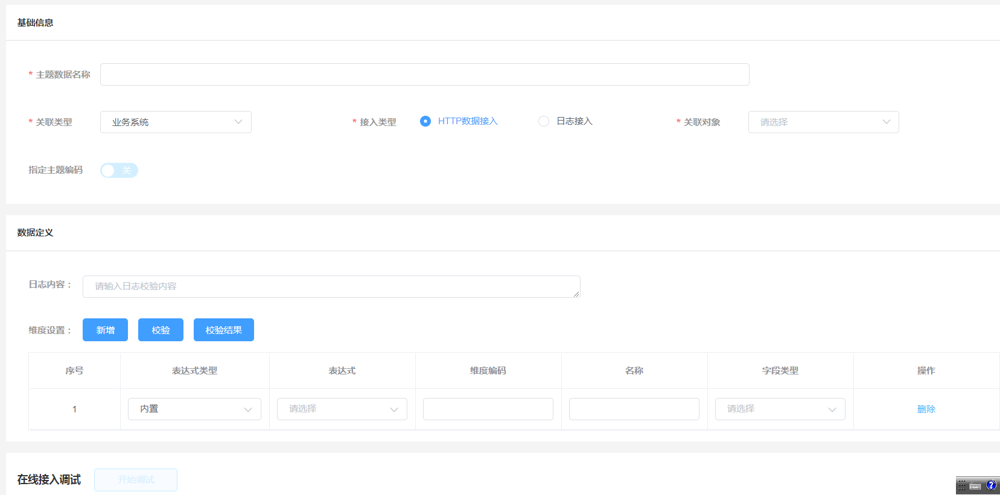 基础信息
* 主题数据名称
* 关联类型 业务系统 * 接入类型 HTTP数据接入 日志接入 * 关联对象 请选择
指定主题编码 关
数据定义
日志内容： 请输入日志校验内容
维度设置： 新增 校验 校验结果
序号 表达式类型 表达式 维度编码 名称 字段类型 操作
1 内置 请选择 请选择 删除
在线接入调试 开始调试